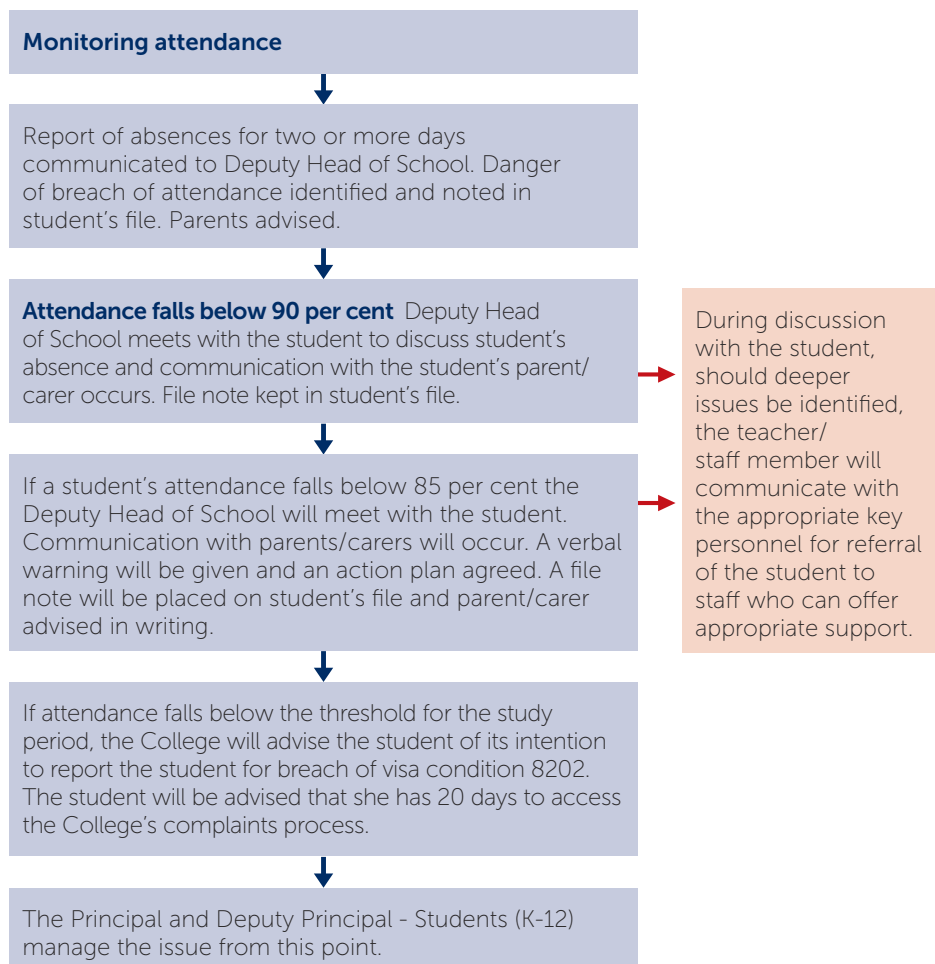 Monitoring attendance
Report of absences for two or more days
communicated to Deputy Head of School. Danger
of breach of attendance identified and noted in
student’s file. Parents advised.
Attendance falls below 90 per cent Deputy Head
of School meets with the student to discuss student’s
absence and communication with the student’s parent/
carer occurs. File note kept in student’s file.
During discussion
with the student,
should deeper
issues be identified,
the teacher/
staff member will
communicate with
the appropriate key
personnel for referral
of the student to
staff who can offer
appropriate support.
If a student’s attendance falls below 85 per cent the
Deputy Head of School will meet with the student.
Communication with parents/carers will occur. A verbal
warning will be given and an action plan agreed. A file
note will be placed on student’s file and parent/carer
advised in writing.
If attendance falls below the threshold for the study
period, the College will advise the student of its intention
to report the student for breach of visa condition 8202.
The student will be advised that she has 20 days to access
the College’s complaints process.
The Principal and Deputy Principal - Students (K-12)
manage the issue from this point.